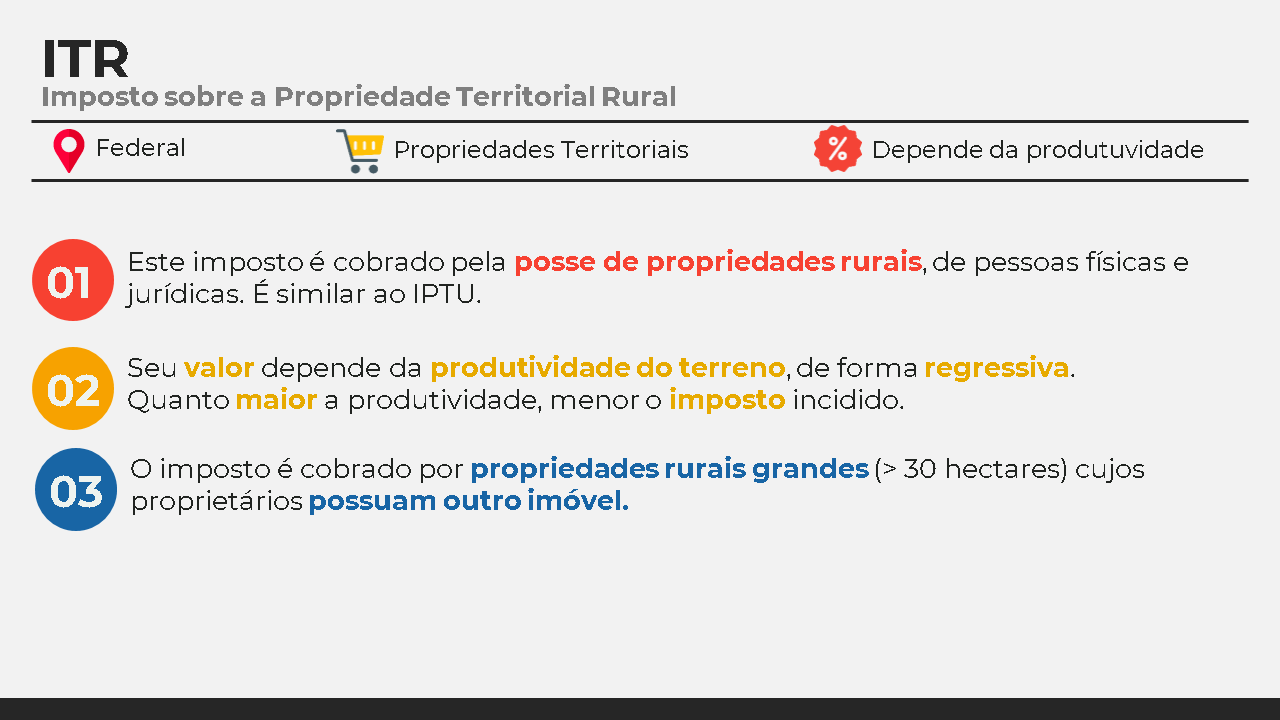 ITR
Imposto sobre a Propriedade Territorial Rural
Federal
Propriedades Territoriais
%
Depende da produtuvidade
01
Este imposto é cobrado pela posse de propriedades rurais, de pessoas físicas e
jurídicas. É similar ao IPTU.
02
Seu valor depende da produtividade do terreno, de forma regressiva.
Quanto maior a produtividade, menor o imposto incidido.
03
O imposto é cobrado por propriedades rurais grandes (> 30 hectares) cujos
proprietários possuam outro imóvel.